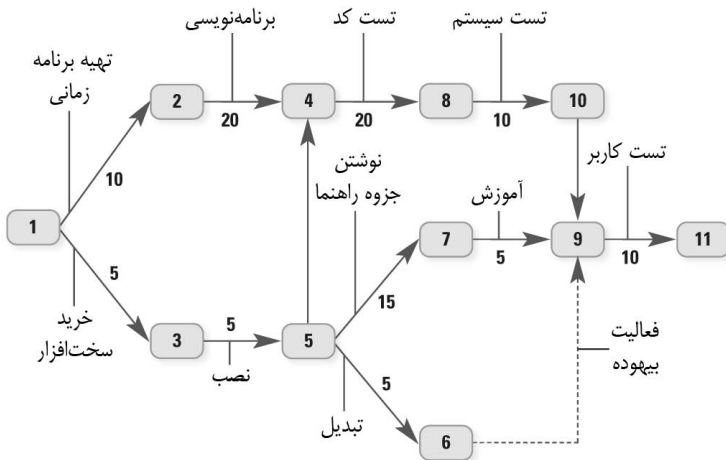 برنامه‌نویسی
تست کد
تست سیستم
تهیه برنامه
زمانی
2
4
8
10
20
20
10
10
نوشتن
جزوه راهنما
آموزش
تست کاربر
1
7
9
11
5
10
5
15
خرید
سخت‌افزار
3
5
5
نصب
5
تبدیل
فعالیت
بیهوده
6